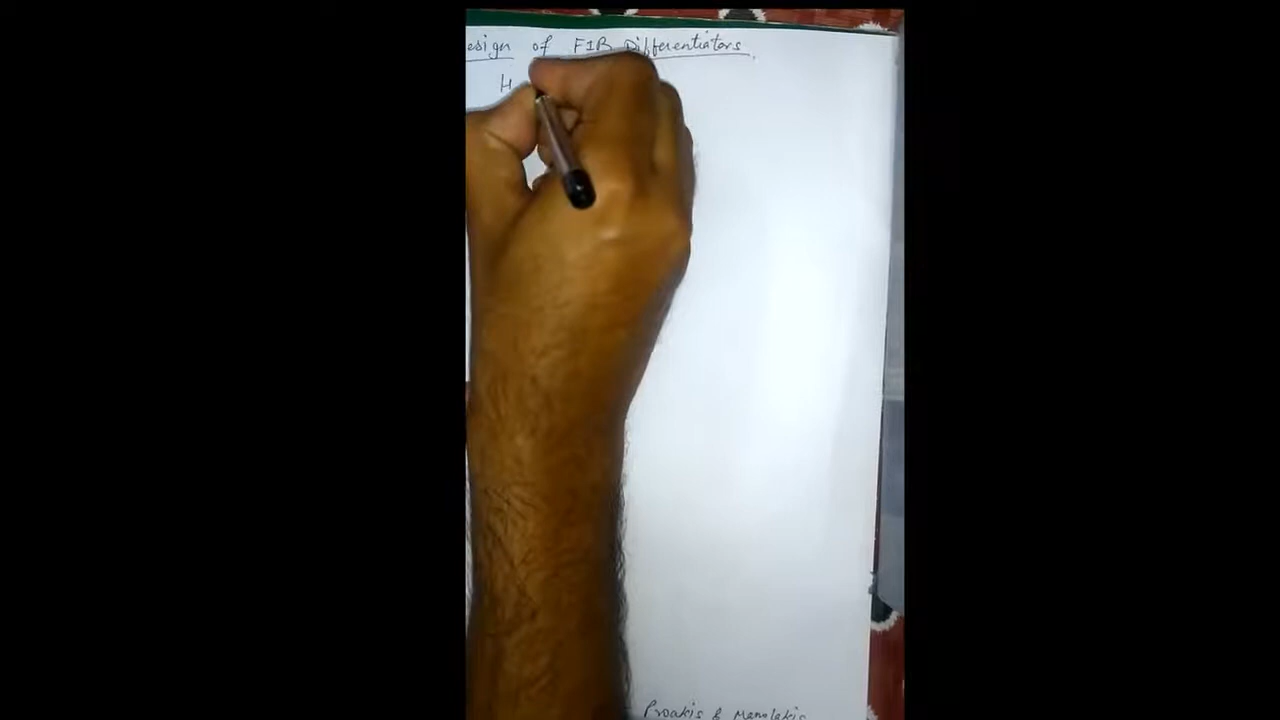 esign of FIR Differentiators.
H
Proakis & Manolakis